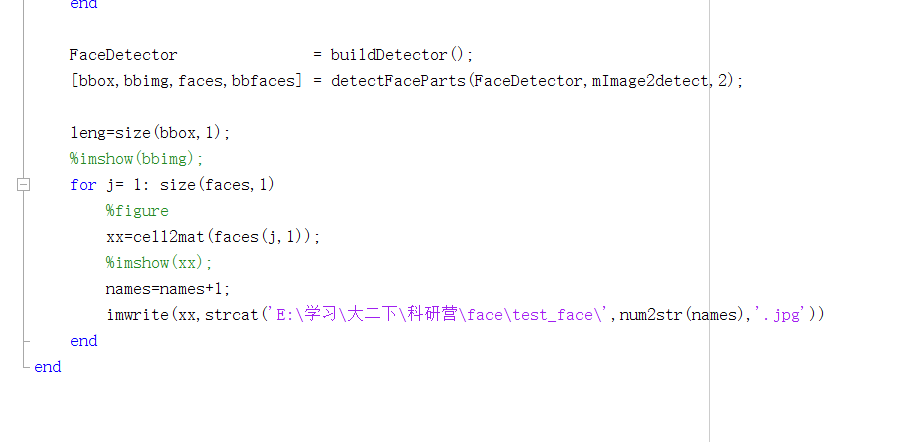 end
FaceDetector = buildDetector();
[bbox,bbimg,faces,bbfaces] = detectFaceParts(FaceDetector,mImage2detect,2);
leng=size(bbox,1);
%imshow(bbimg);
for j= 1: size(faces,1)
%figure
xx=cell2mat(faces(j,1));
%imshow(xx);
names=names+1;
imwrite(xx,strcat('E:\学习\大二下\科研营\face\test_face\',num2str(names),'.jpg'))
end
end